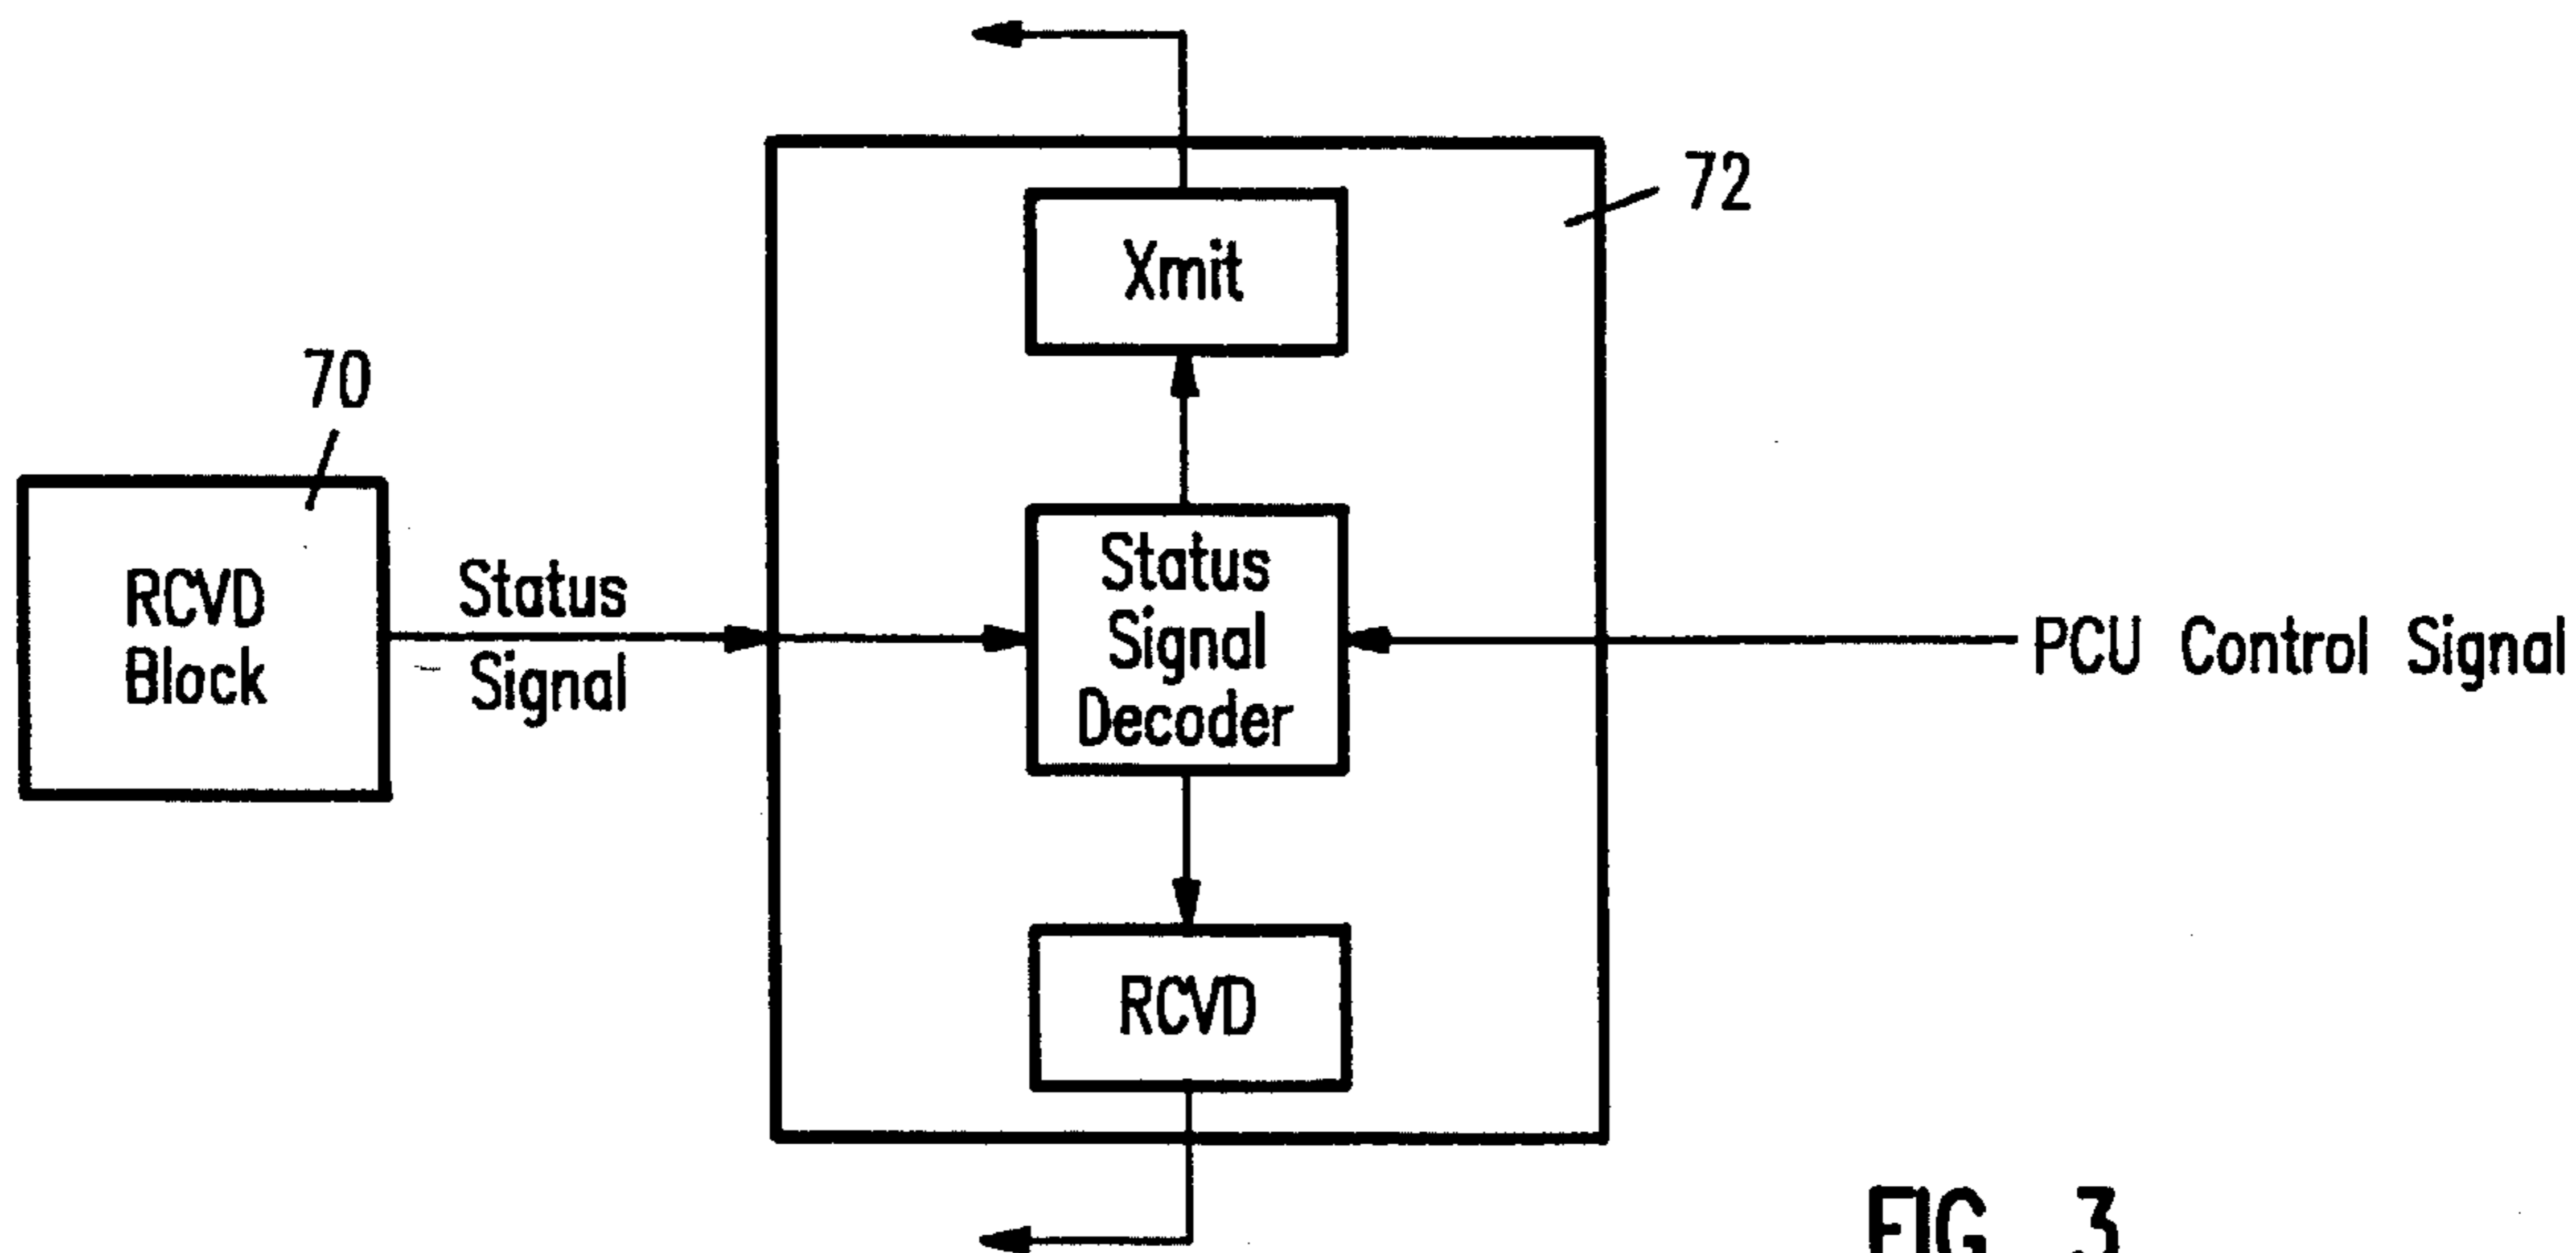 72
Xmit
70
RCVD
Block
Status
Signal
Status
Signal
Decoder
PCU Control Signal
RCVD
FIG. 3